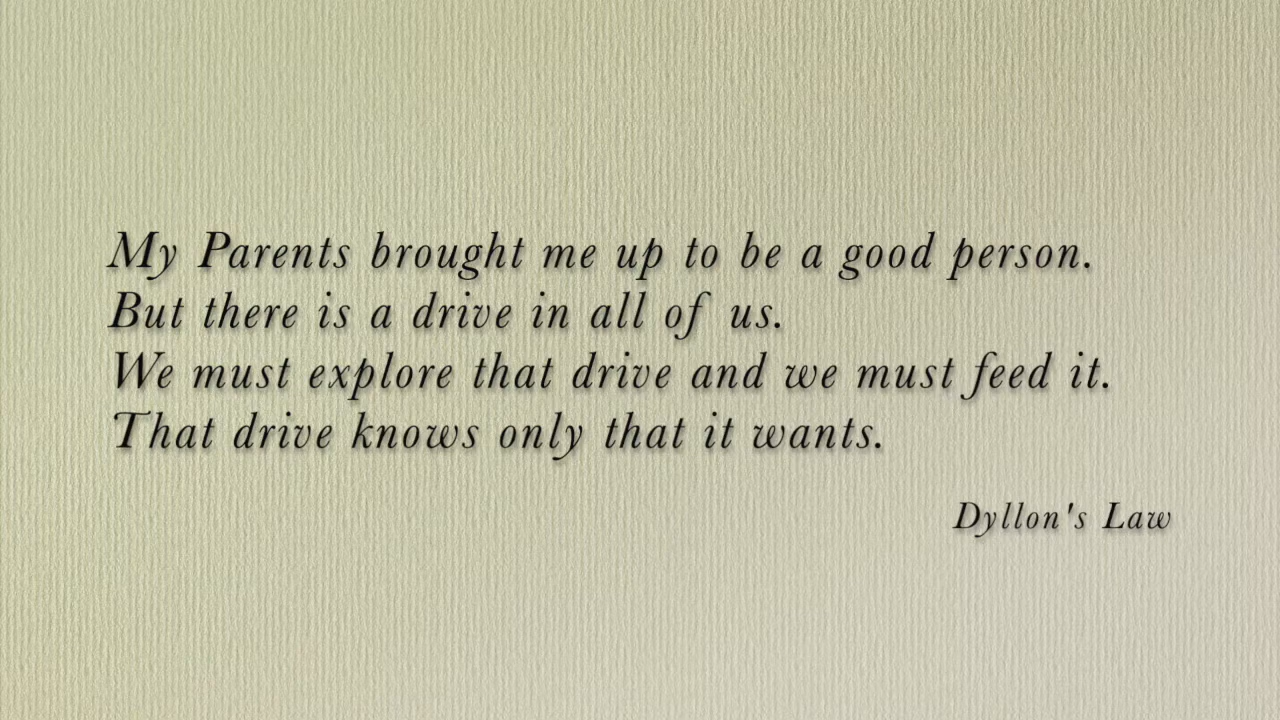 My Parents brought me up to be a good person.
But there is a drive in all of us.
We must explore that drive and we must feed it.
That drive knows only that it wants.
Dyllon's Law